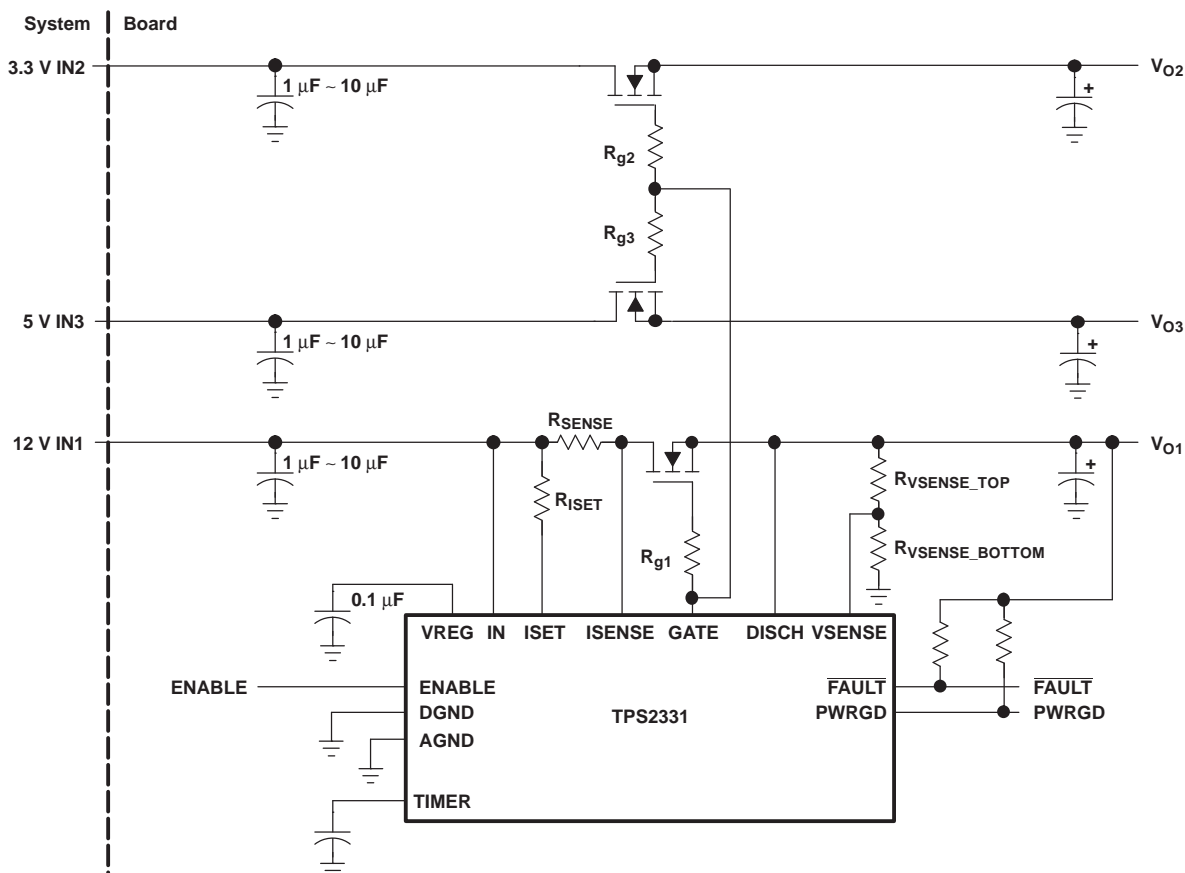 System Board
3.3 V IN2
1 μF ~ 10 μF
+
VO2
Rg2
Rg3
5 V IN3
1 μF ~ 10 μF
+
VO3
12 V IN1
1 μF ~ 10 μF
RSENSE
RISET
Rg1
RVSENSE_TOP
RVSENSE_BOTTOM
+
VO1
0.1 μF
VREG IN ISET ISENSE GATE DISCH VSENSE
ENABLE ENABLE
DGND
AGND
TIMER
TPS2331
FAULT FAULT
PWRGD PWRGD